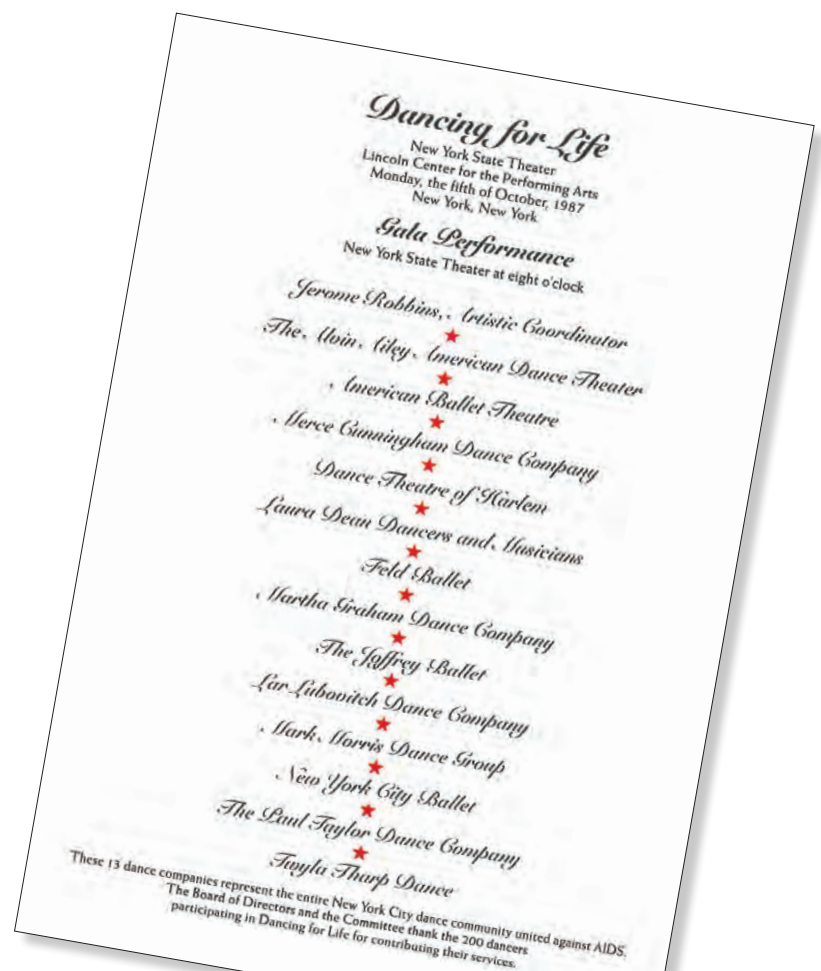 Dancing for Life
New York State Theater
Lincoln Center for the Performing Arts
Monday, the fifth of October, 1987
New York, New York
Gala Performance
New York State Theater at eight o'clock
Jerome Robbins, Artistic Coordinator
The Alvin Ailey American Dance Theater
American Ballet Theatre
Merce Cunningham Dance Company
Dance Theatre of Harlem
Laura Dean Dancers and Musicians
Feld Ballet
Martha Graham Dance Company
The Joffrey Ballet
Lar Lubovitch Dance Company
Mark Morris Dance Group
New York City Ballet
The Paul Taylor Dance Company
Twyla Tharp Dance
These 13 dance companies represent the entire New York City dance community united against AIDS.
The Board of Directors and the Committee thank the 200 dancers
participating in Dancing for Life for contributing their services.